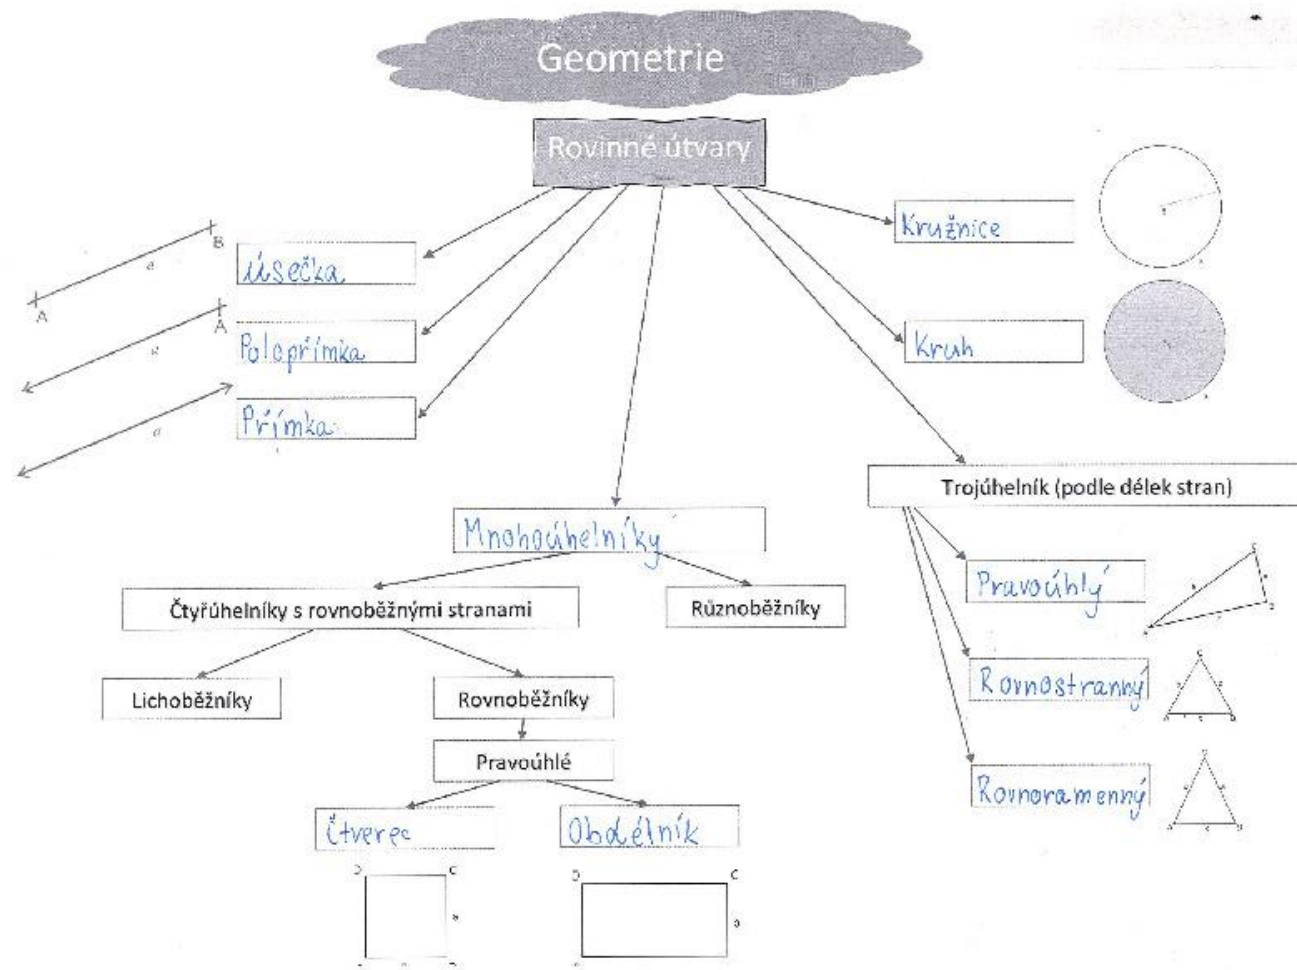 Geometrie
Rovinné útvary
Kružnice
B
a
Úsečka
A
A
Polopřímka
Kruh
Přímka
a
Trojúhelník (podle délek stran)
Mnohoúhelníky
Pravoúhlý
Čtyřúhelníky s rovnoběžnými stranami
Různoběžníky
Rovnostranný
Lichoběžníky
Rovnoběžníky
Pravoúhlé
Rovnoramenný
Čtverec
Obdélník
D C
D C